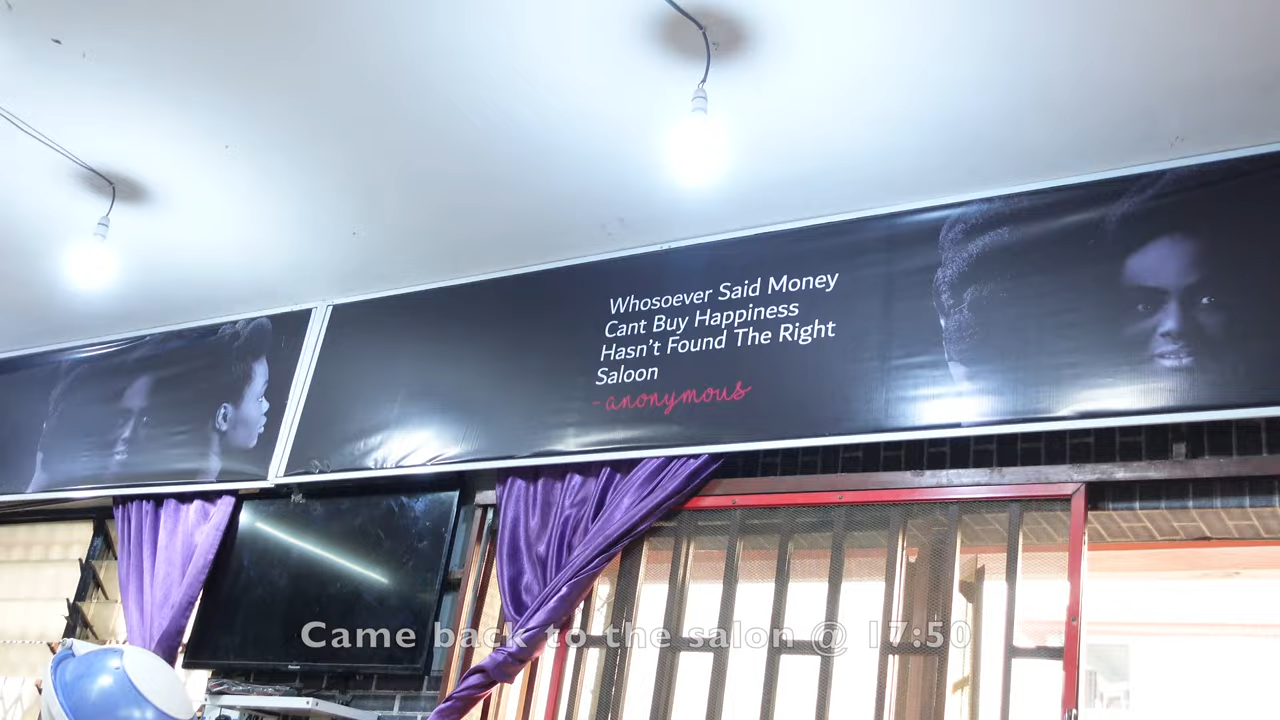 Whosoever Said Money
Cant Buy Happiness
Hasn't Found The Right
Saloon
-anonymous
Came back to the salon @ 17:50